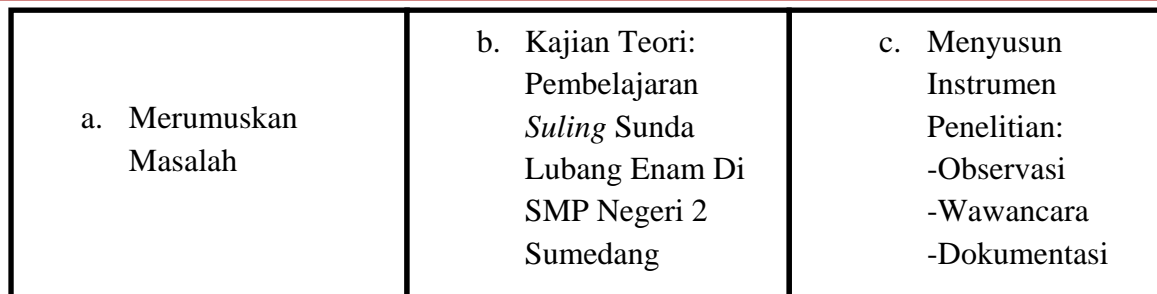 a. Merumuskan
Masalah
b. Kajian Teori:
Pembelajaran
Suling Sunda
Lubang Enam Di
SMP Negeri 2
Sumedang
c. Menyusun
Instrumen
Penelitian:
-Observasi
-Wawancara
-Dokumentasi